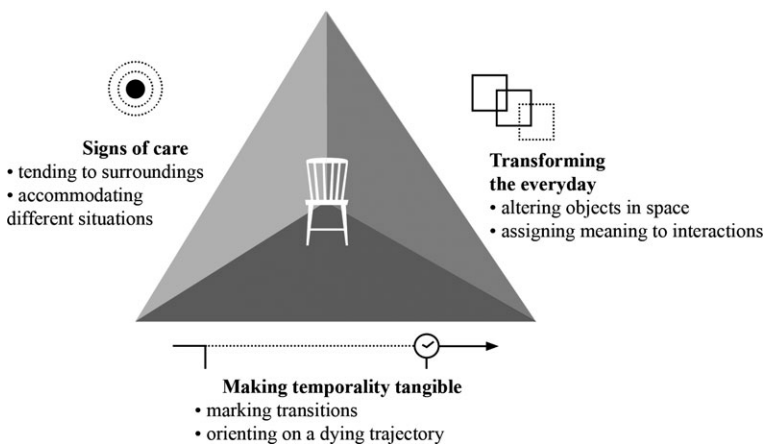 Signs of care
• tending to surroundings
• accommodating
different situations
Transforming
the everyday
• altering objects in space
• assigning meaning to interactions
Making temporality tangible
• marking transitions
• orienting on a dying trajectory